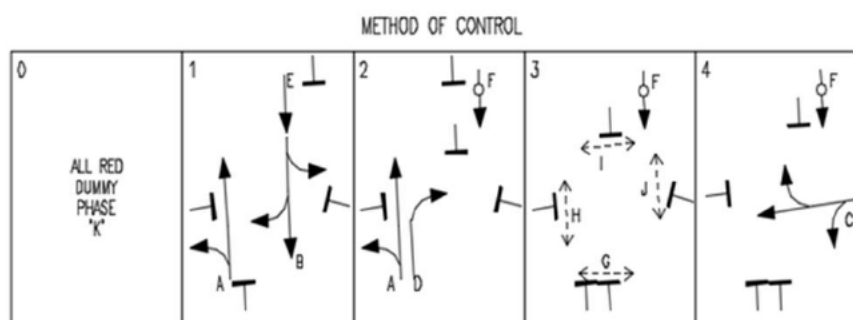 METHOD OF CONTROL
0
ALL RED
DUMMY
PHASE
"K"
1
E
A
B
2
F
A
D
3
F
I
J
H
G
4
F
C